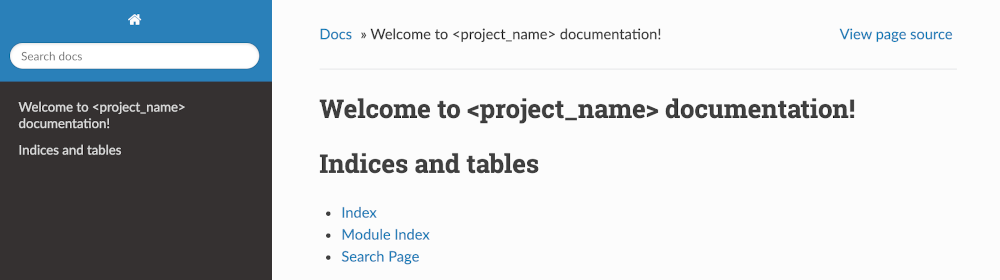 Search docs
Welcome to <project_name>
documentation!
Indices and tables
Docs » Welcome to <project_name> documentation!
View page source
Welcome to <project_name> documentation!
Indices and tables
• Index
• Module Index
• Search Page